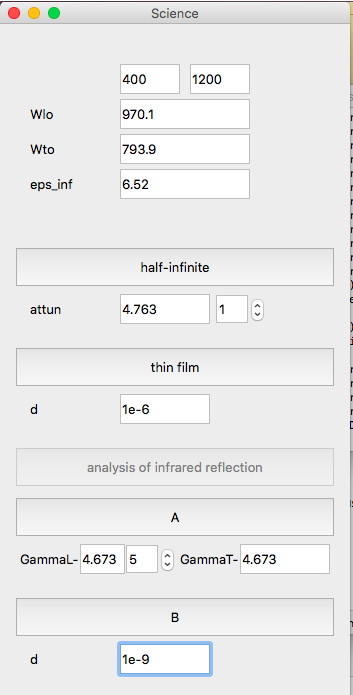 Science
400 1200
Wlo 970.1
Wto 793.9
eps_inf 6.52
half-infinite
attun 4.763 1
thin film
d 1e-6
analysis of infrared reflection
A
GammaL- 4.673 5 GammaT- 4.673
B
d 1e-9